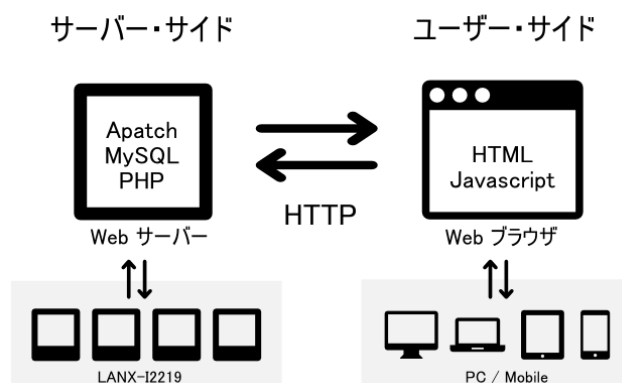 サーバー・サイド
ユーザー・サイド
Apatch
MySQL
PHP
HTTP
HTML
Javascript
Web サーバー
Web ブラウザ
LANX-I2219
PC / Mobile